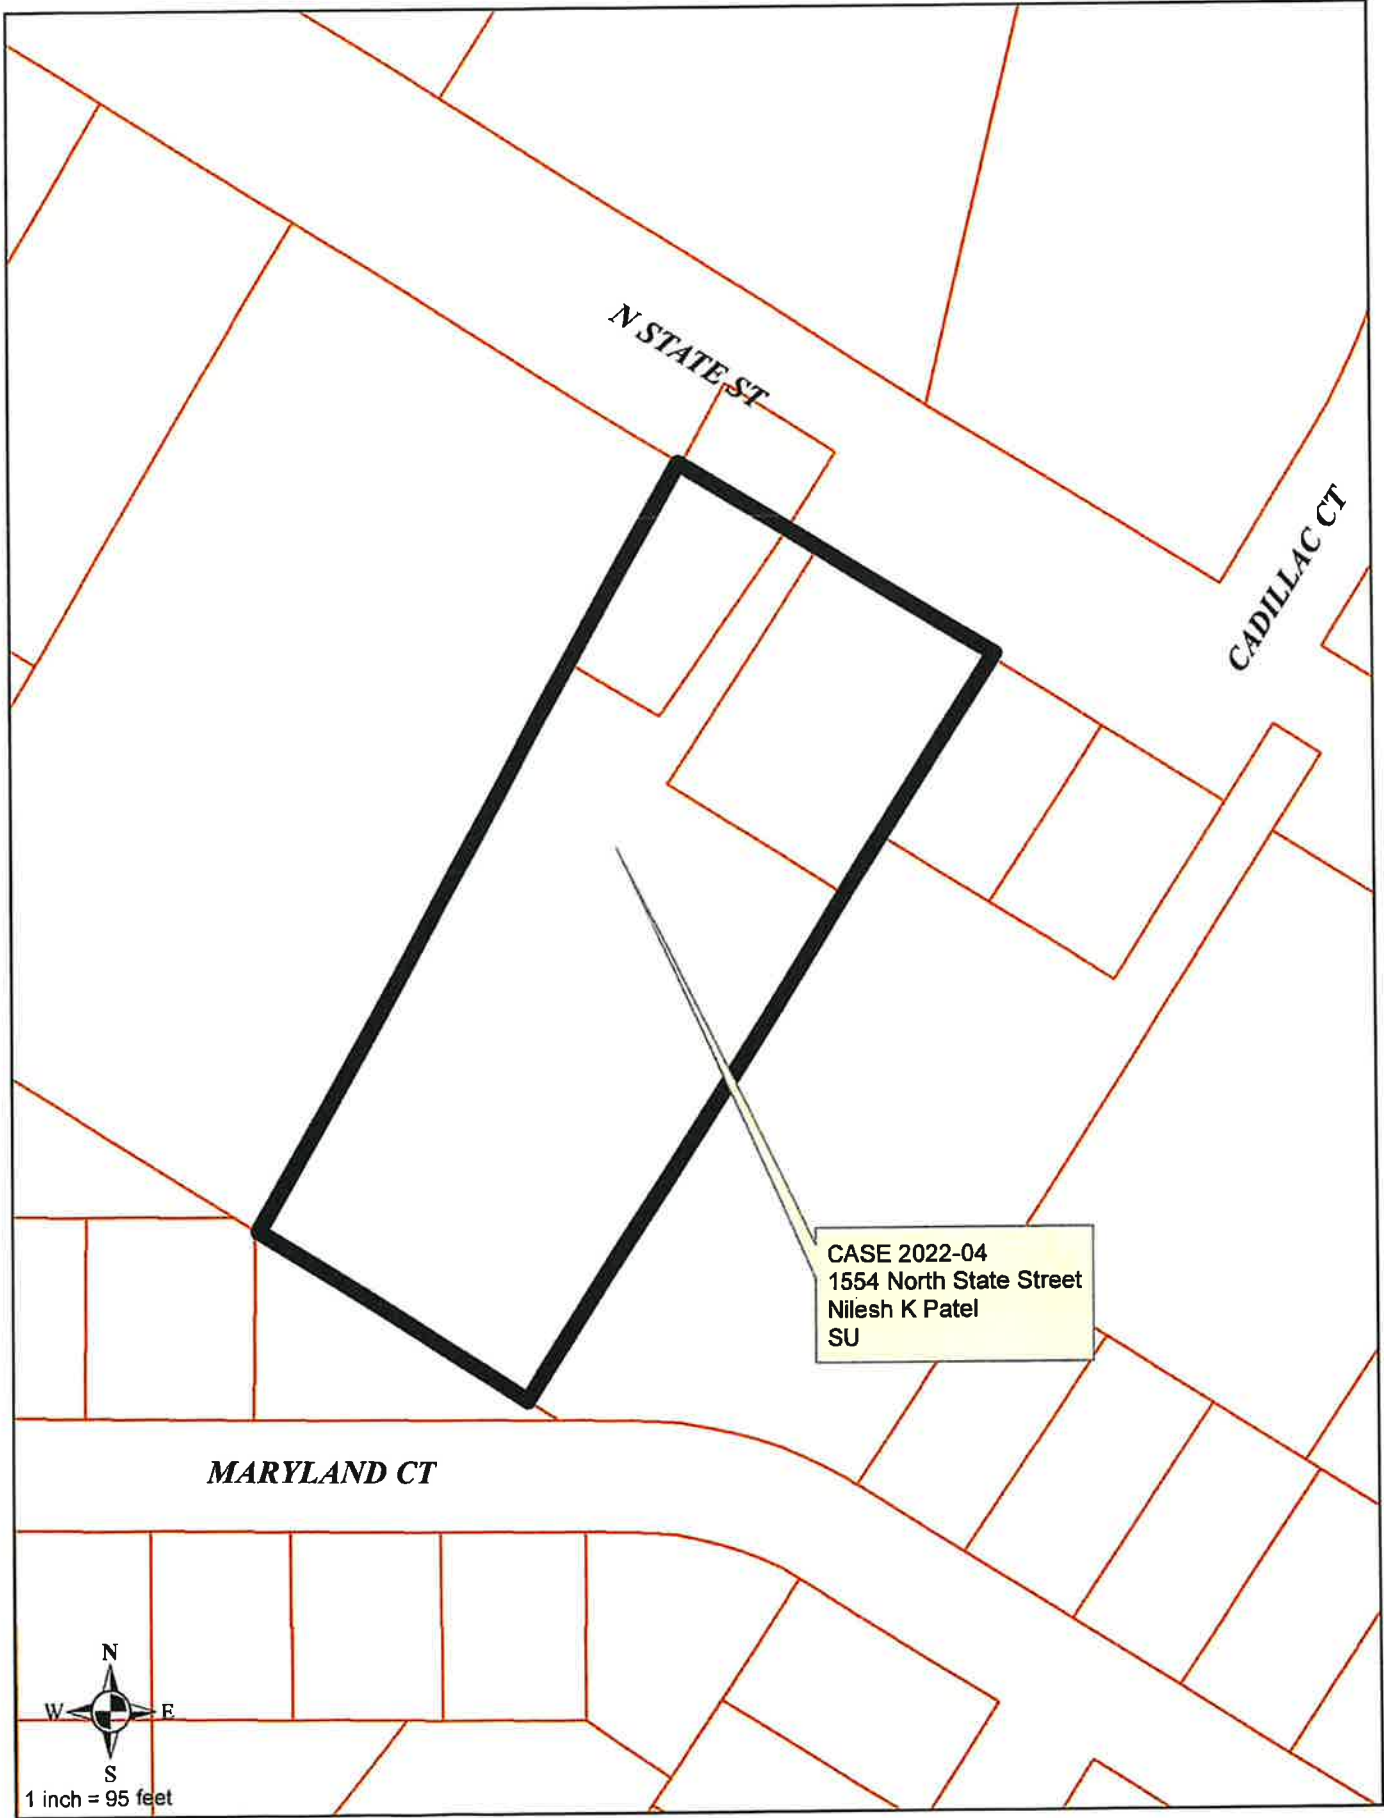 N STATE ST
CADILLAC CT
CASE 2022-04
1554 North State Street
Nilesh K Patel
SU
MARYLAND CT
N
W E
S
1 inch = 95 feet